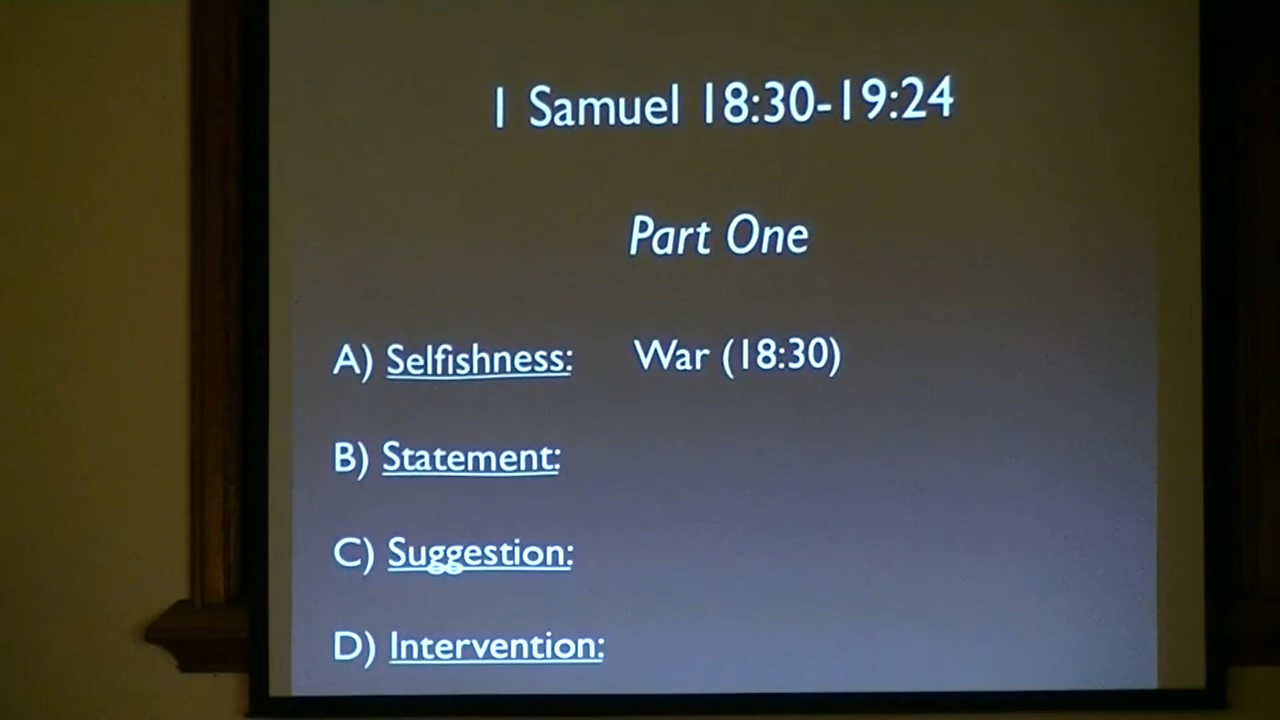 1 Samuel 18:30-19:24
Part One
A) Selfishness: War (18:30)
B) Statement:
C) Suggestion:
D) Intervention: